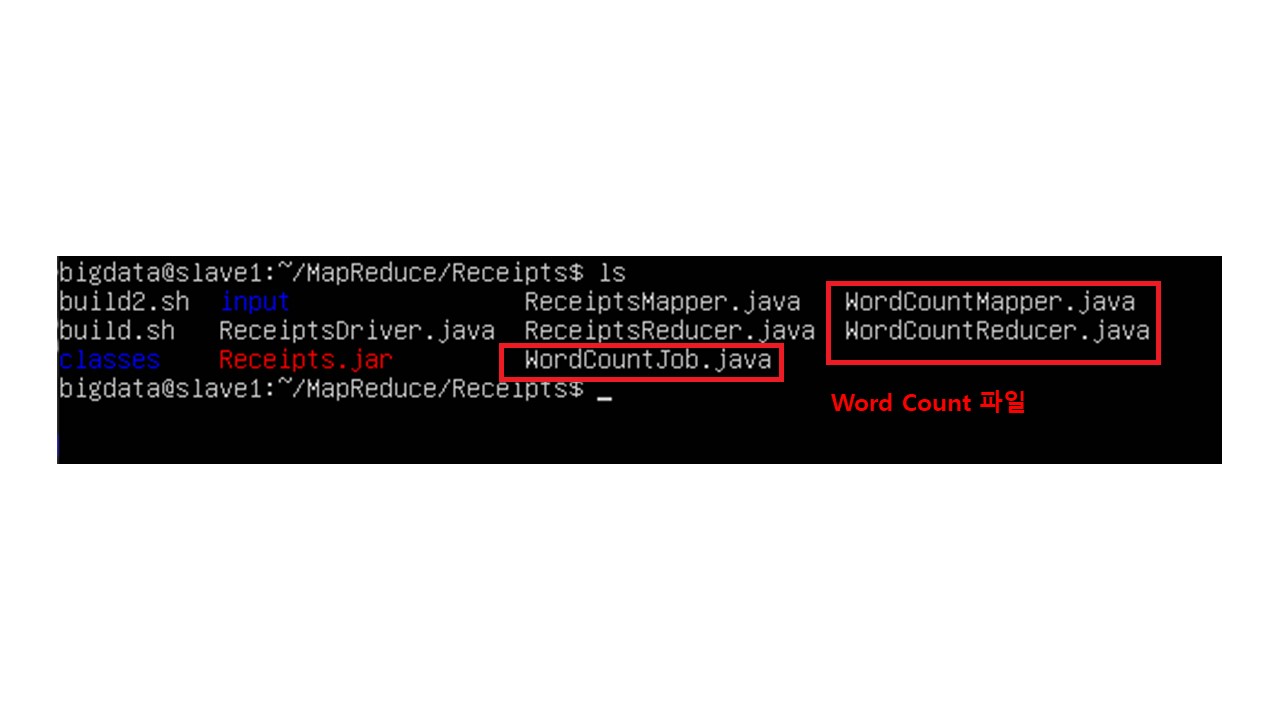 bigdata@slave1:~/MapReduce/Receipts$ ls
build2.sh input ReceiptsMapper.java WordCountMapper.java
build.sh ReceiptsDriver.java ReceiptsReducer.java WordCountReducer.java
classes Receipts.jar WordCountJob.java
bigdata@slave1:~/MapReduce/Receipts$ _
Word Count 파일